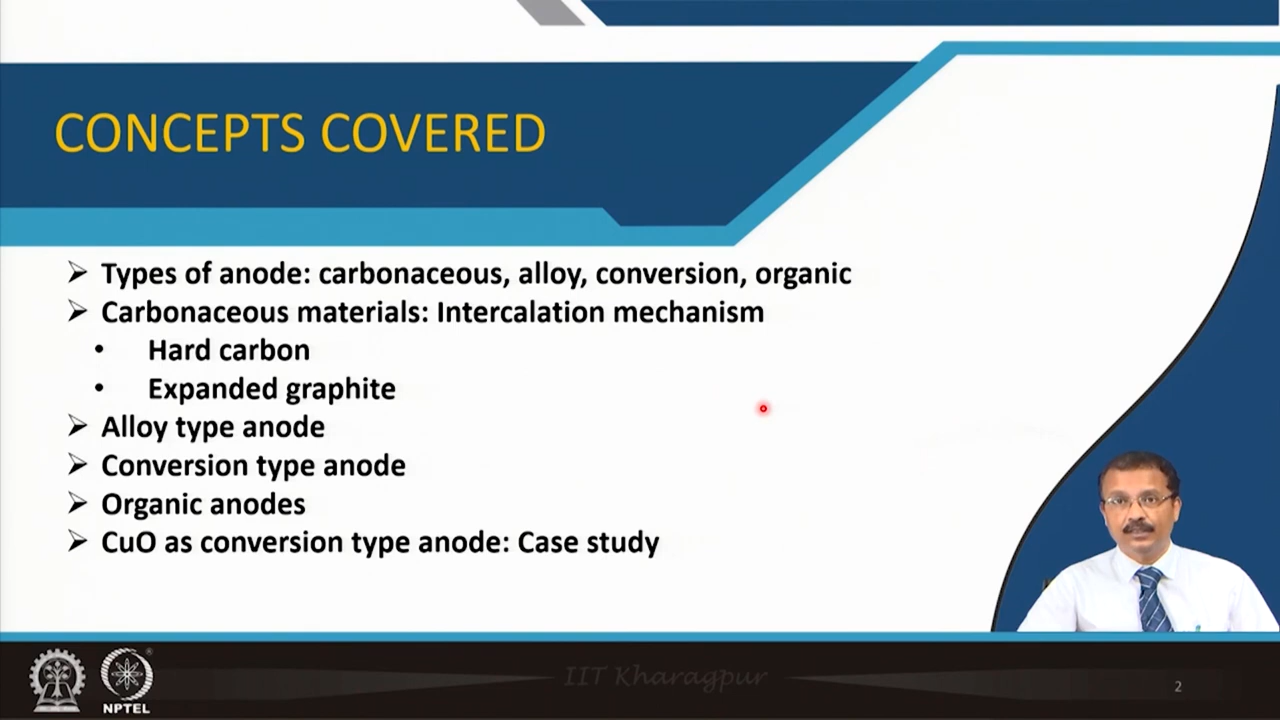 CONCEPTS COVERED
➢ Types of anode: carbonaceous, alloy, conversion, organic
➢ Carbonaceous materials: Intercalation mechanism
• Hard carbon
• Expanded graphite
➢ Alloy type anode
➢ Conversion type anode
➢ Organic anodes
➢ CuO as conversion type anode: Case study
NPTEL
IIT Kharagpur
2